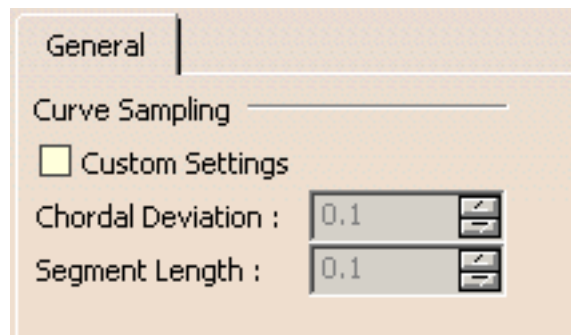 General
Curve Sampling
Custom Settings
Chordal Deviation : 0.1
Segment Length : 0.1